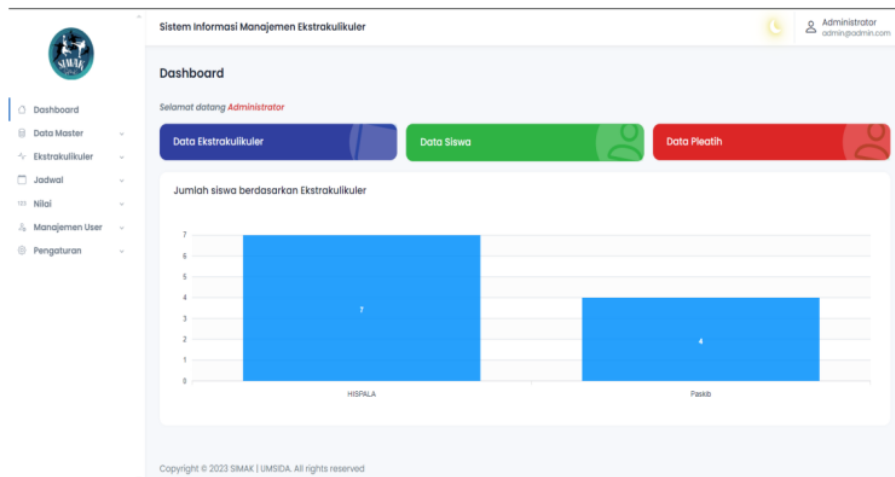 SIMAK
Sistem Informasi Manajemen Ekstrakulikuler
Administrator
admin@admin.com
Dashboard
Data Master
Ekstrakulikuler
Jadwal
Nilai
Manajemen User
Pengaturan
Dashboard
Selamat datang Administrator
Data Ekstrakulikuler
Data Siswa
Data Pleatih
Jumlah siswa berdasarkan Ekstrakulikuler
7
6
5
4
3
2
1
0
7
4
HISPALA
Paskib
Copyright © 2023 SIMAK | UMSIDA. All rights reserved